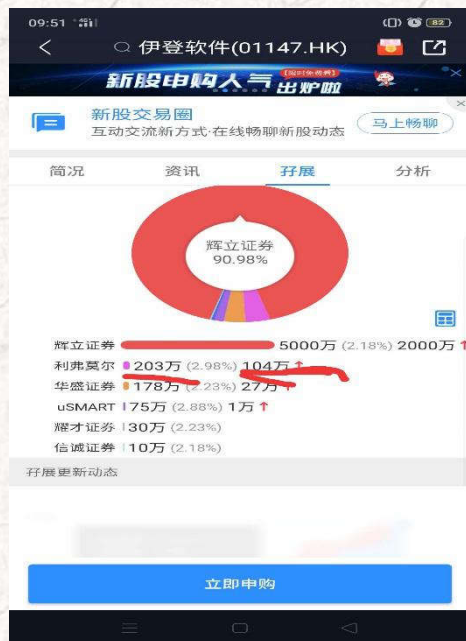 09:51 4G 82
伊登软件(01147.HK)
新股申购人气 [限时免费] 出炉啦
新股交易圈
互动交流新方式·在线畅聊新股动态 马上畅聊
简况 资讯 孖展 分析
辉立证券
90.98%
辉立证券 5000万 (2.18%) 2000万↑
利弗莫尔 203万 (2.98%) 104万↑
华盛证券 178万 (2.23%) 27万↑
uSMART 75万 (2.88%) 1万↑
耀才证券 30万 (2.23%)
信诚证券 10万 (2.18%)
孖展更新动态
立即申购